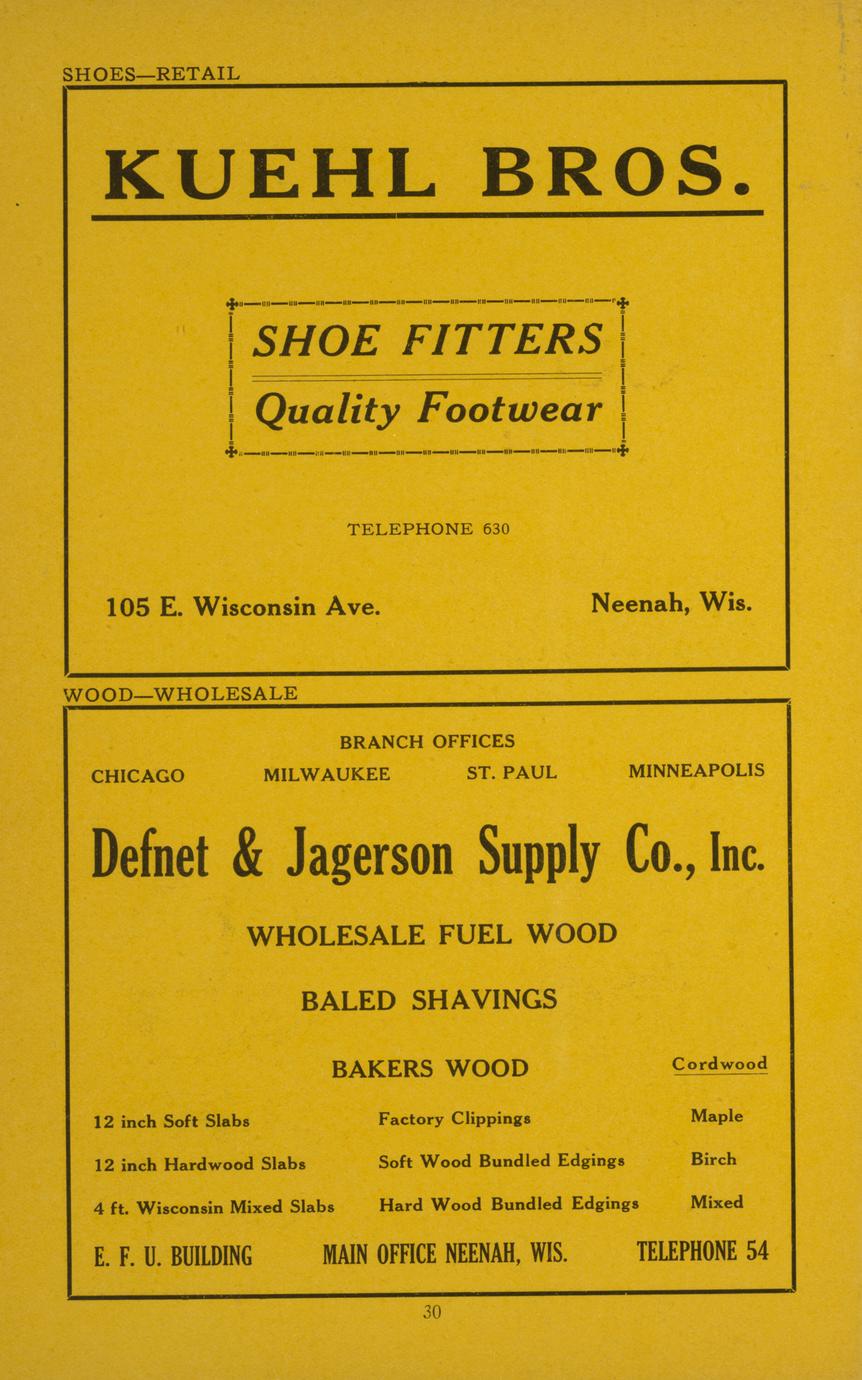 SHOES—RETAIL
KUEHL BROS.
SHOE FITTERS
Quality Footwear
TELEPHONE 630
105 E. Wisconsin Ave. Neenah, Wis.
WOOD—WHOLESALE
BRANCH OFFICES
CHICAGO MILWAUKEE ST. PAUL MINNEAPOLIS
Defnet & Jagerson Supply Co., Inc.
WHOLESALE FUEL WOOD
BALED SHAVINGS
BAKERS WOOD Cordwood
12 inch Soft Slabs Factory Clippings Maple
12 inch Hardwood Slabs Soft Wood Bundled Edgings Birch
4 ft. Wisconsin Mixed Slabs Hard Wood Bundled Edgings Mixed
E. F. U. BUILDING MAIN OFFICE NEENAH, WIS. TELEPHONE 54
30